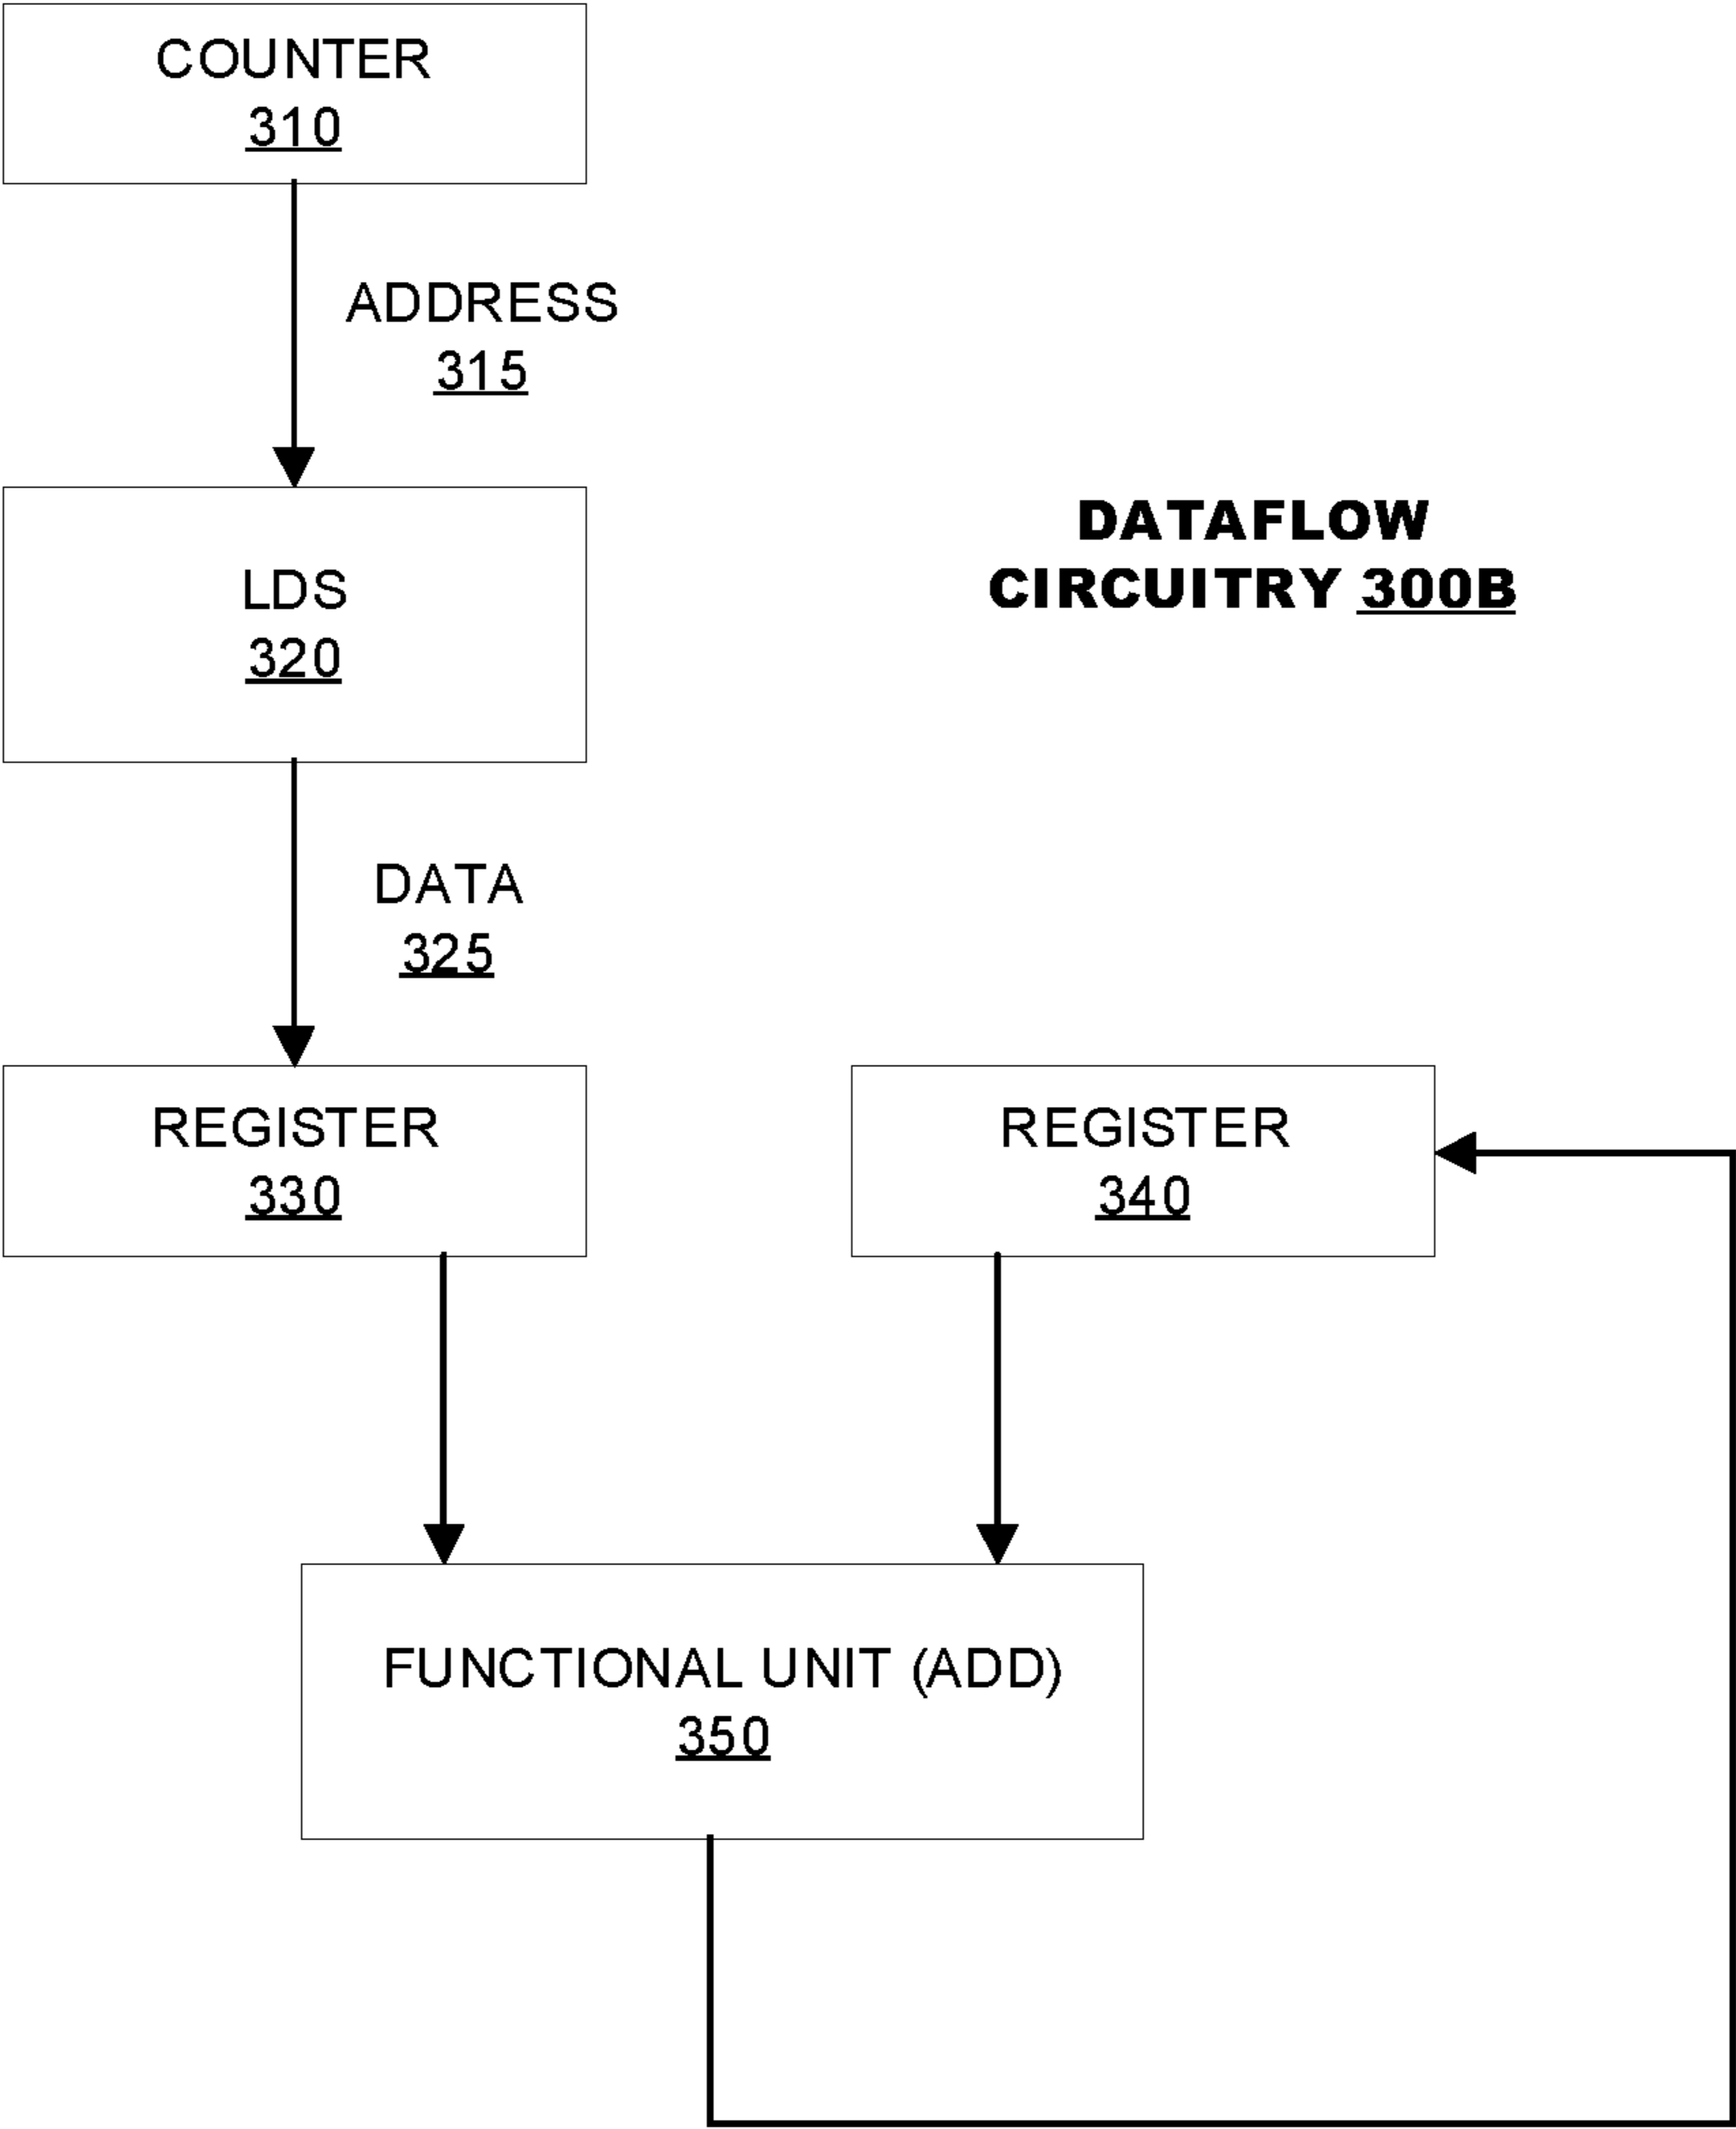 COUNTER
310
ADDRESS
315
LDS
320
DATAFLOW
CIRCUITRY 300B
DATA
325
REGISTER
330
REGISTER
340
FUNCTIONAL UNIT (ADD)
350